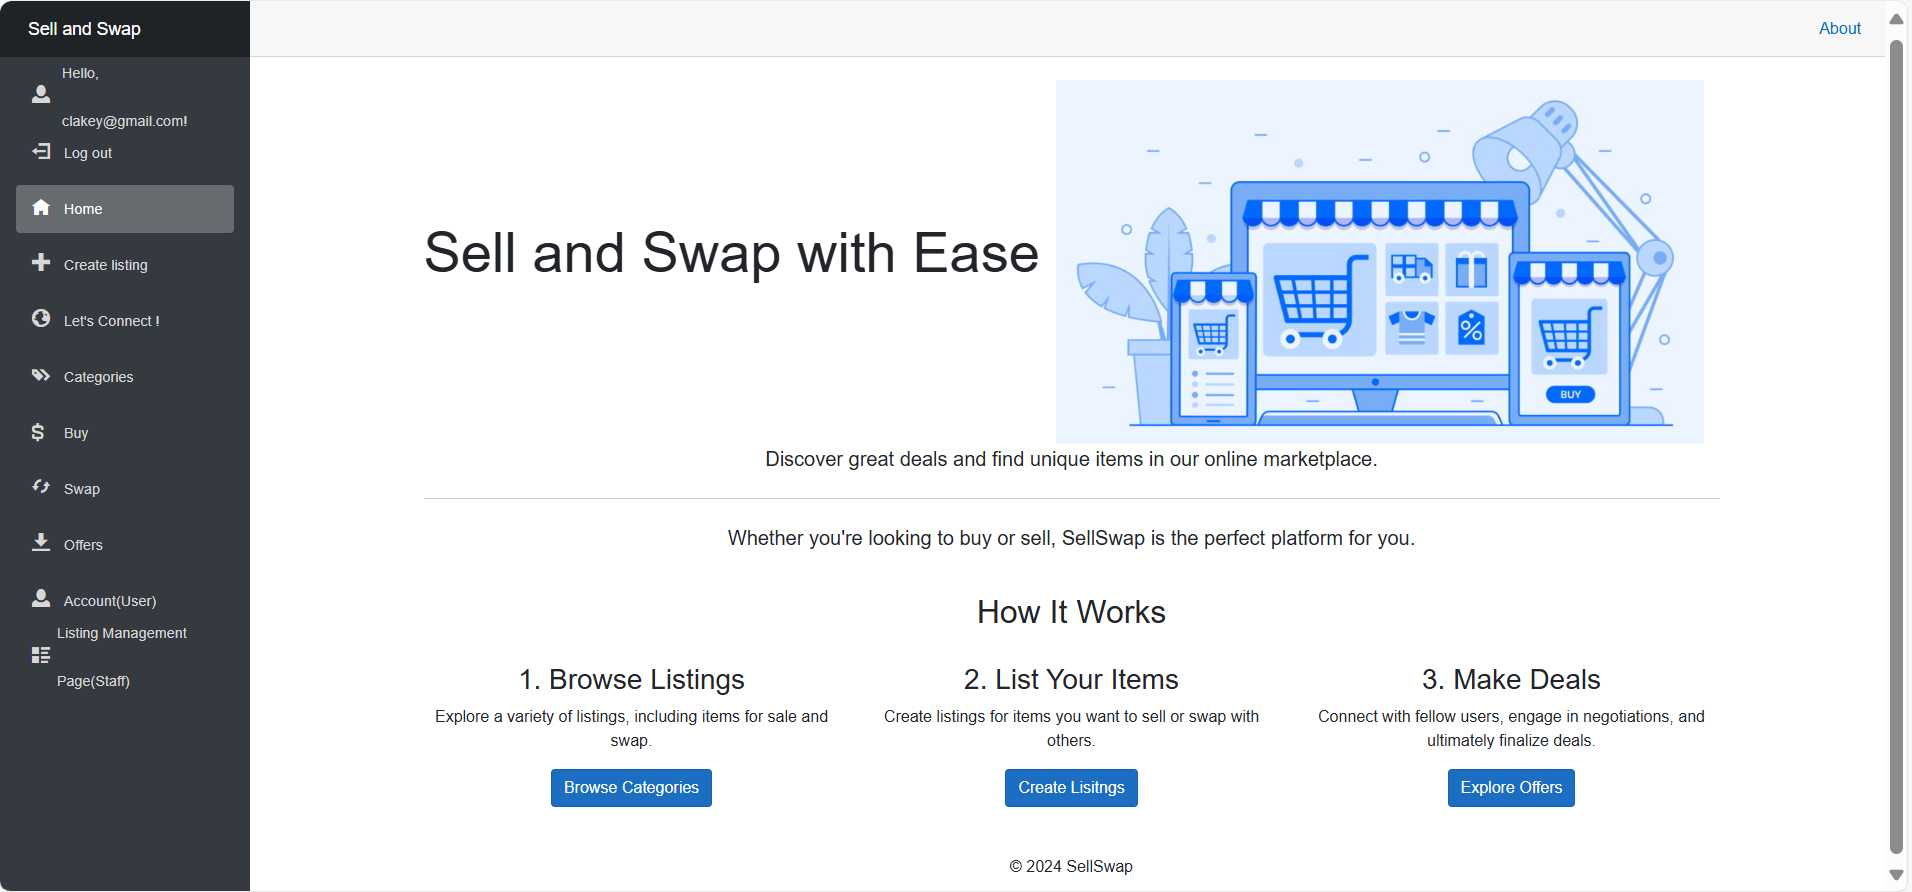 Sell and Swap
About
Hello,
clakey@gmail.com!
Log out
Home
Create listing
Let's Connect !
Categories
Buy
Swap
Offers
Account(User)
Listing Management
Page(Staff)
Sell and Swap with Ease
BUY
Discover great deals and find unique items in our online marketplace.
Whether you're looking to buy or sell, SellSwap is the perfect platform for you.
How It Works
1. Browse Listings
Explore a variety of listings, including items for sale and
swap.
Browse Categories
2. List Your Items
Create listings for items you want to sell or swap with
others.
Create Lisitngs
3. Make Deals
Connect with fellow users, engage in negotiations, and
ultimately finalize deals.
Explore Offers
© 2024 SellSwap